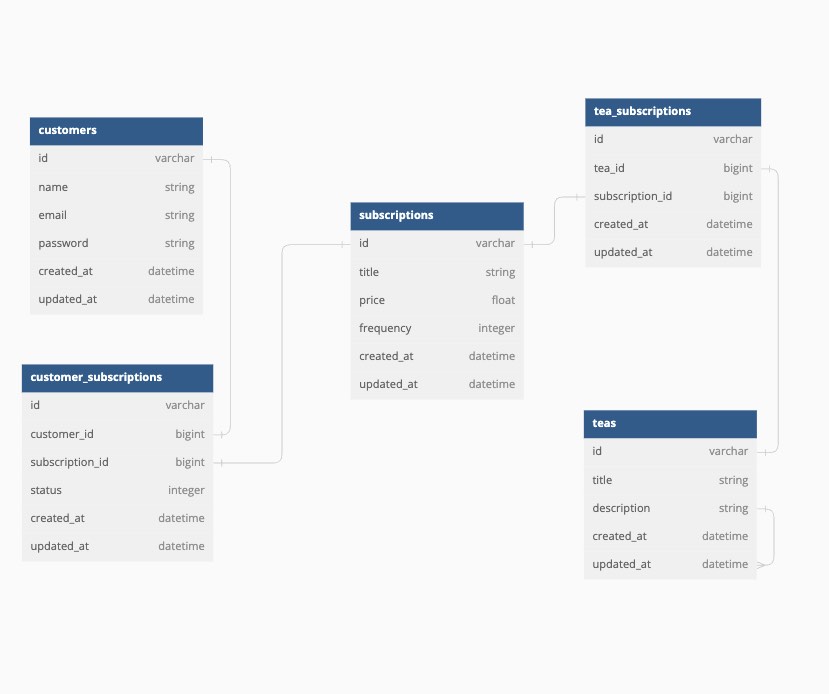 customers
id varchar
name string
email string
password string
created_at datetime
updated_at datetime
customer_subscriptions
id varchar
customer_id bigint
subscription_id bigint
status integer
created_at datetime
updated_at datetime
subscriptions
id varchar
title string
price float
frequency integer
created_at datetime
updated_at datetime
tea_subscriptions
id varchar
tea_id bigint
subscription_id bigint
created_at datetime
updated_at datetime
teas
id varchar
title string
description string
created_at datetime
updated_at datetime